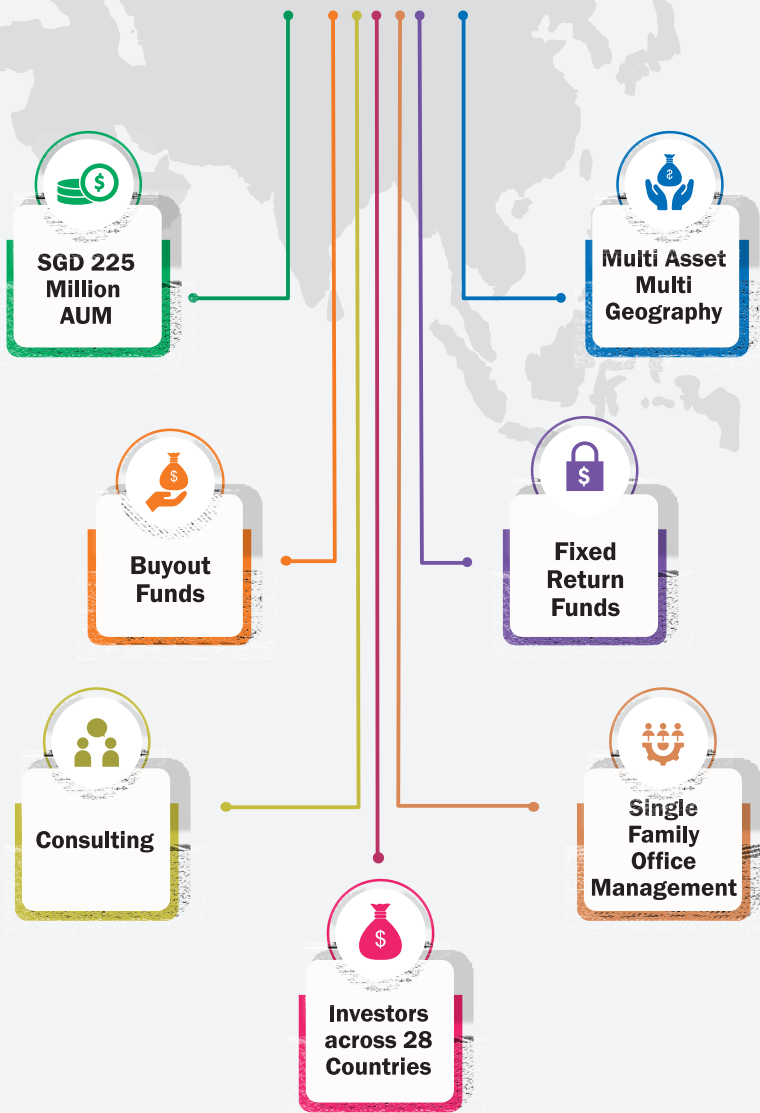 SGD 225
Million
AUM
Multi Asset
Multi
Geography
Buyout
Funds
Fixed
Return
Funds
Consulting
Single
Family
Office
Management
Investors
across 28
Countries